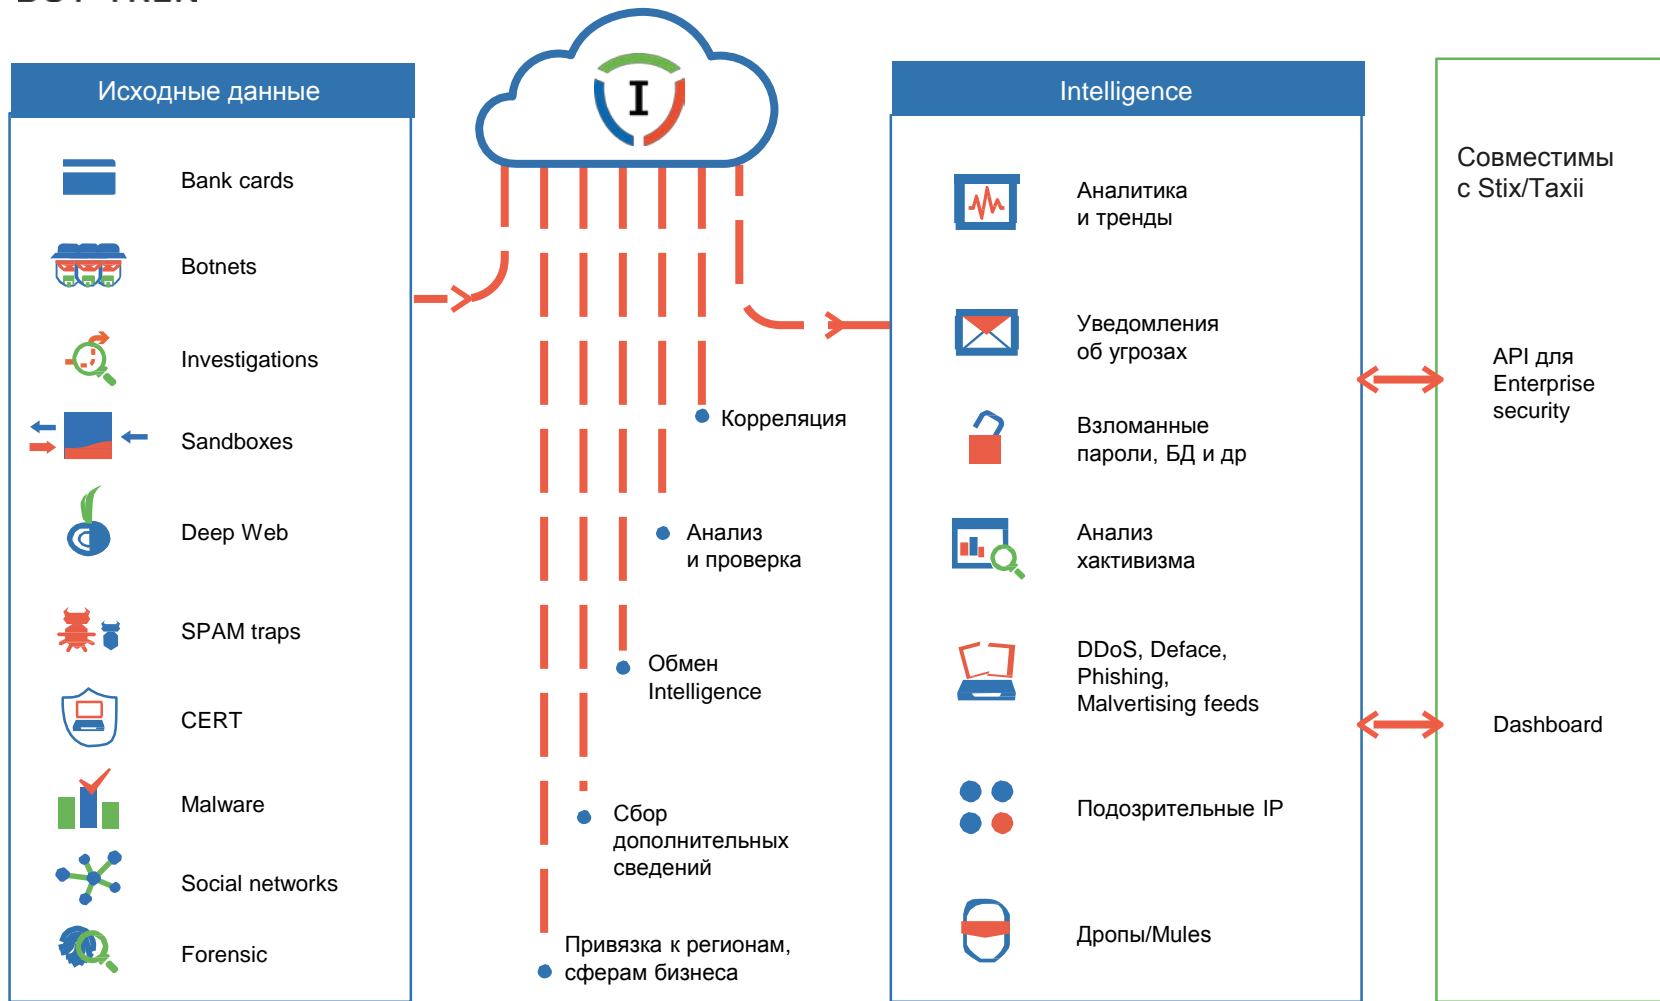 Исходные данные
Bank cards
Botnets
Investigations
Sandboxes
Deep Web
SPAM traps
CERT
Malware
Social networks
Forensic
I
Корреляция
Анализ
и проверка
Обмен
Intelligence
Сбор
дополнительных
сведений
Привязка к регионам,
сферам бизнеса
Intelligence
Аналитика
и тренды
Уведомления
об угрозах
Взломанные
пароли, БД и др
Анализ
хактивизма
DDoS, Deface,
Phishing,
Malvertising feeds
Подозрительные IP
Дропы/Mules
Совместимы
с Stix/Taxii
API для
Enterprise
security
Dashboard